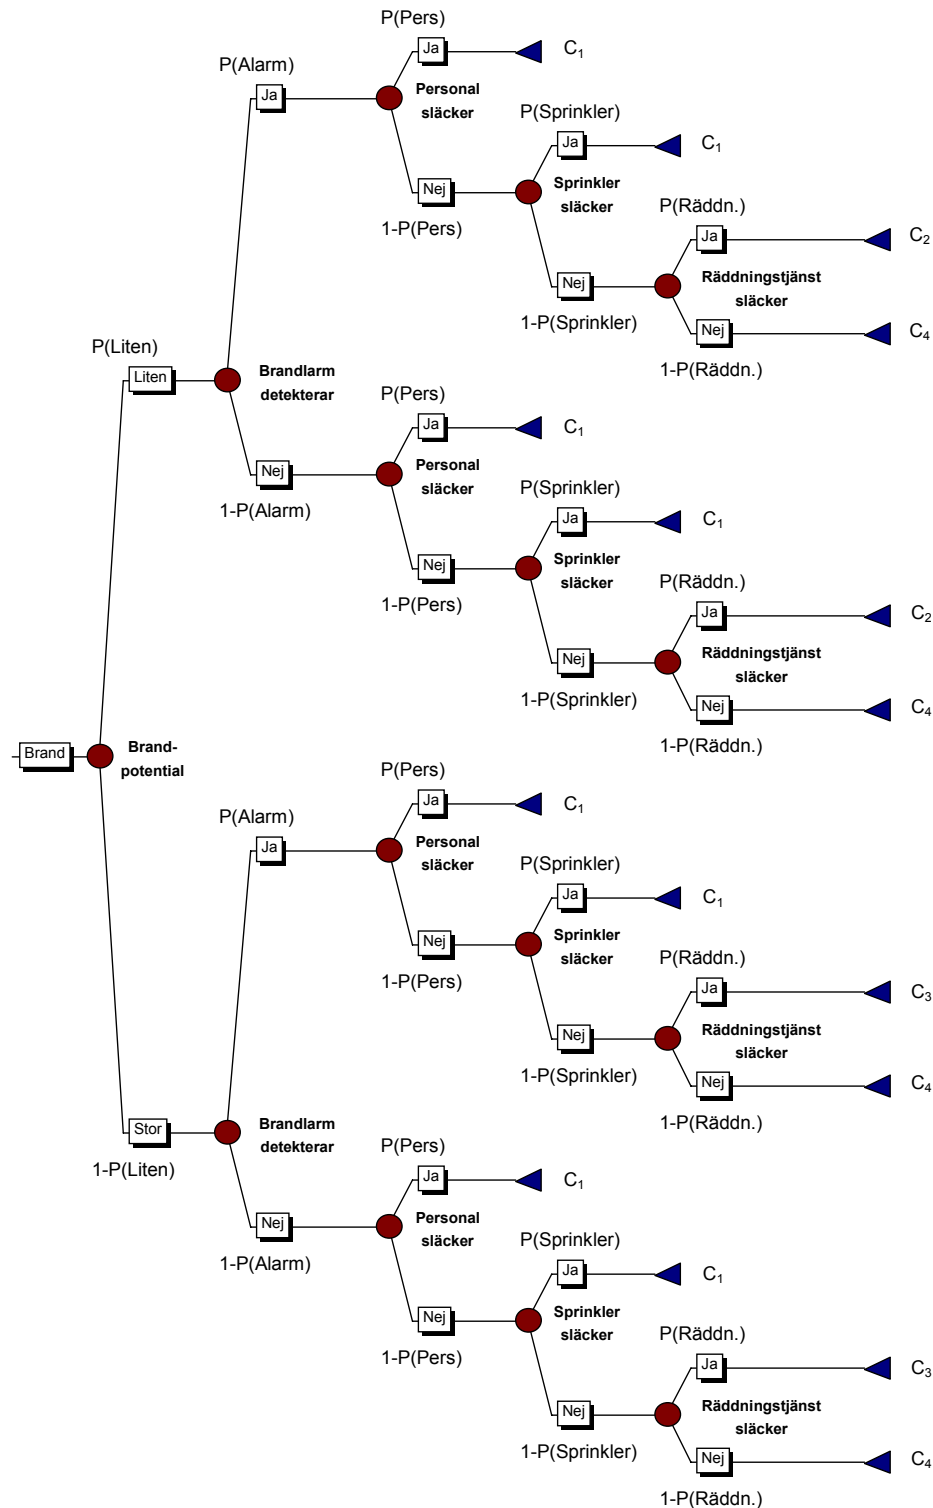 P(Pers)
Ja
C₁
P(Alarm)
Ja
Personal
släcker
P(Sprinkler)
Ja
C₁
Nej
Sprinkler
släcker
1-P(Pers)
P(Räddn.)
Ja
C₂
Nej
Räddningstjänst
släcker
1-P(Sprinkler)
Nej
C₄
P(Liten)
1-P(Räddn.)
Liten
Brandlarm
detekterar
P(Pers)
Ja
C₁
Nej
Personal
släcker
1-P(Alarm)
P(Sprinkler)
Ja
C₁
Nej
Sprinkler
släcker
1-P(Pers)
P(Räddn.)
Ja
C₂
Nej
Räddningstjänst
släcker
1-P(Sprinkler)
Nej
C₄
1-P(Räddn.)
Brand
Brand-
potential
P(Pers)
Ja
C₁
P(Alarm)
Ja
Personal
släcker
P(Sprinkler)
Ja
C₁
Nej
Sprinkler
släcker
1-P(Pers)
P(Räddn.)
Ja
C₃
Nej
Räddningstjänst
släcker
1-P(Sprinkler)
Nej
C₄
1-P(Räddn.)
Stor
Brandlarm
detekterar
1-P(Liten)
P(Pers)
Ja
C₁
Nej
Personal
släcker
1-P(Alarm)
P(Sprinkler)
Ja
C₁
Nej
Sprinkler
släcker
1-P(Pers)
P(Räddn.)
Ja
C₃
Nej
Räddningstjänst
släcker
1-P(Sprinkler)
Nej
C₄
1-P(Räddn.)